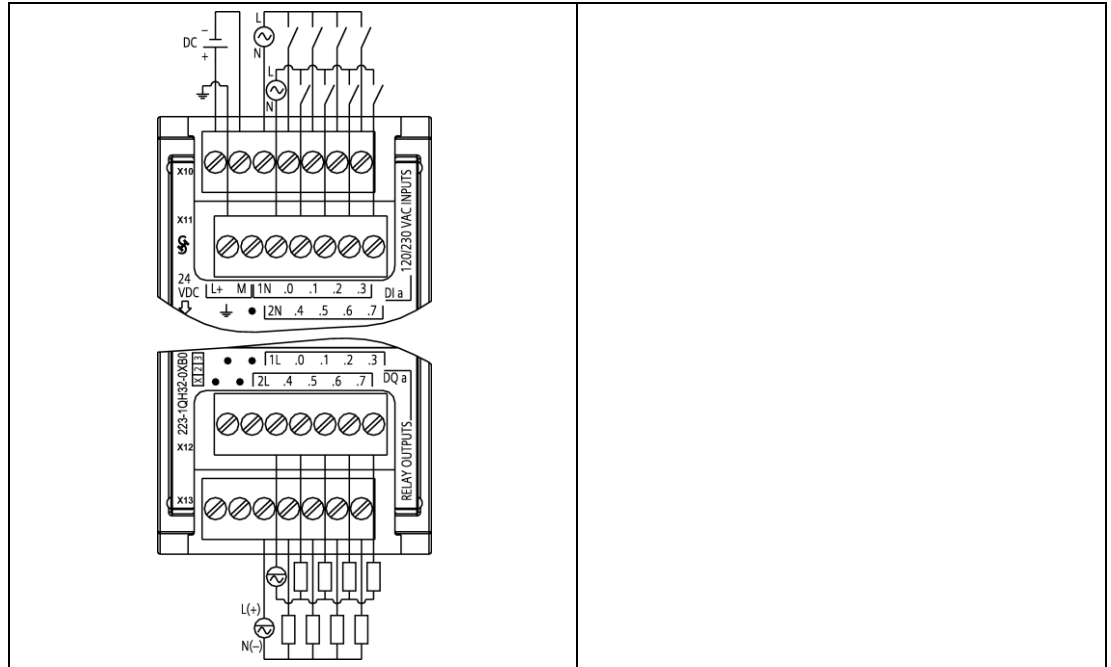 DC
–
+
L
N
L
N
X10
X11
24
VDC
120/230 VAC INPUTS
L+ M 1N .0 .1 .2 .3
DI a
2N .4 .5 .6 .7
223-1QH32-0XB0
X 2 3
1L .0 .1 .2 .3
DQ a
2L .4 .5 .6 .7
X12
RELAY OUTPUTS
X13
L(+)
N(–)